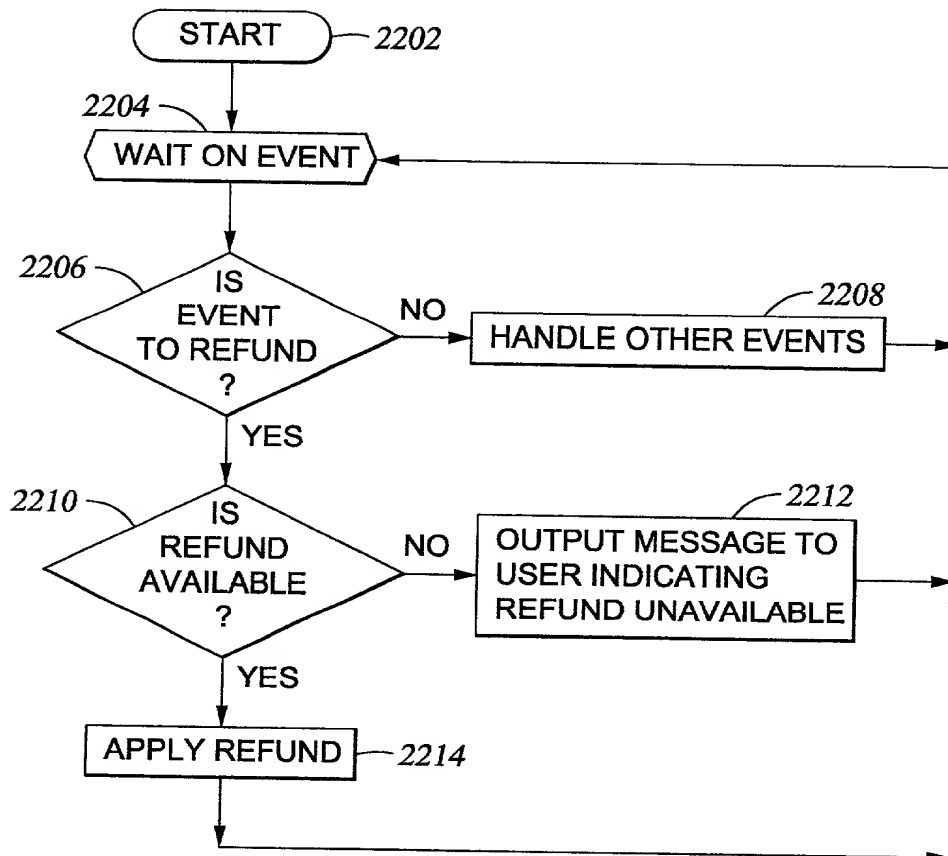 START
2202
2204
WAIT ON EVENT
2206
IS
EVENT
TO REFUND
?
NO
2208
HANDLE OTHER EVENTS
YES
2210
IS
REFUND
AVAILABLE
?
NO
2212
OUTPUT MESSAGE TO
USER INDICATING
REFUND UNAVAILABLE
YES
APPLY REFUND
2214